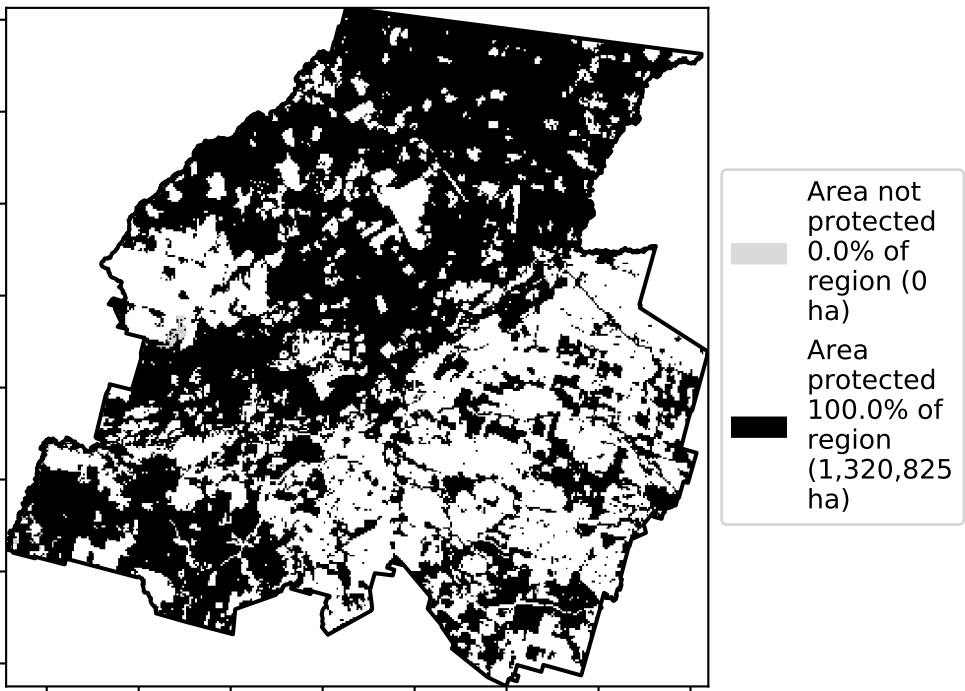 Area not
protected
0.0% of
region (0
ha)
Area
protected
100.0% of
region
(1,320,825
ha)